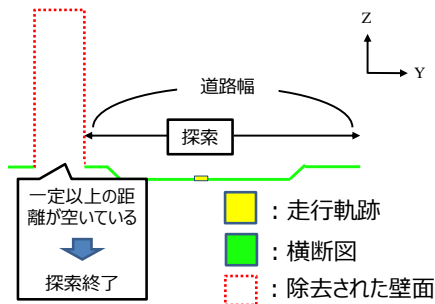 Z
Y
道路幅
探索
一定以上の距
離が空いている
探索終了
：走行軌跡
：横断図
：除去された壁面